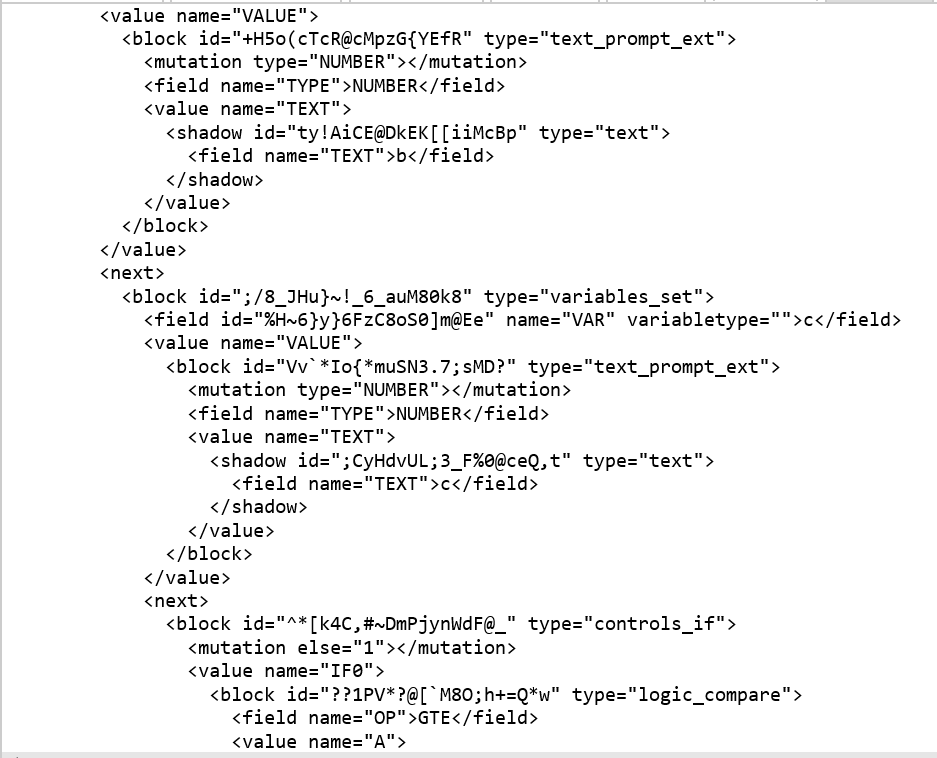 <value name="VALUE">
<block id="+H5o(cTcR@cMpzG{YEfR" type="text_prompt_ext">
<mutation type="NUMBER"></mutation>
<field name="TYPE">NUMBER</field>
<value name="TEXT">
<shadow id="ty!AiCE@DkEK[[iiMcBp" type="text">
<field name="TEXT">b</field>
</shadow>
</value>
</block>
</value>
<next>
<block id=";/8_JHu}~!_6_auM80k8" type="variables_set">
<field id="%H~6}y}6FzC8oS0]m@Ee" name="VAR" variabletype="">c</field>
<value name="VALUE">
<block id="Vv`*Io{*muSN3.7;sMD?" type="text_prompt_ext">
<mutation type="NUMBER"></mutation>
<field name="TYPE">NUMBER</field>
<value name="TEXT">
<shadow id=";CyHdvUL;3_F%0@ceQ,t" type="text">
<field name="TEXT">c</field>
</shadow>
</value>
</block>
</value>
<next>
<block id="^*[k4C,#~DmPjynWdF@_" type="controls_if">
<mutation else="1"></mutation>
<value name="IF0">
<block id="??1PV*?@[`M8O;h+=Q*w" type="logic_compare">
<field name="OP">GTE</field>
<value name="A">